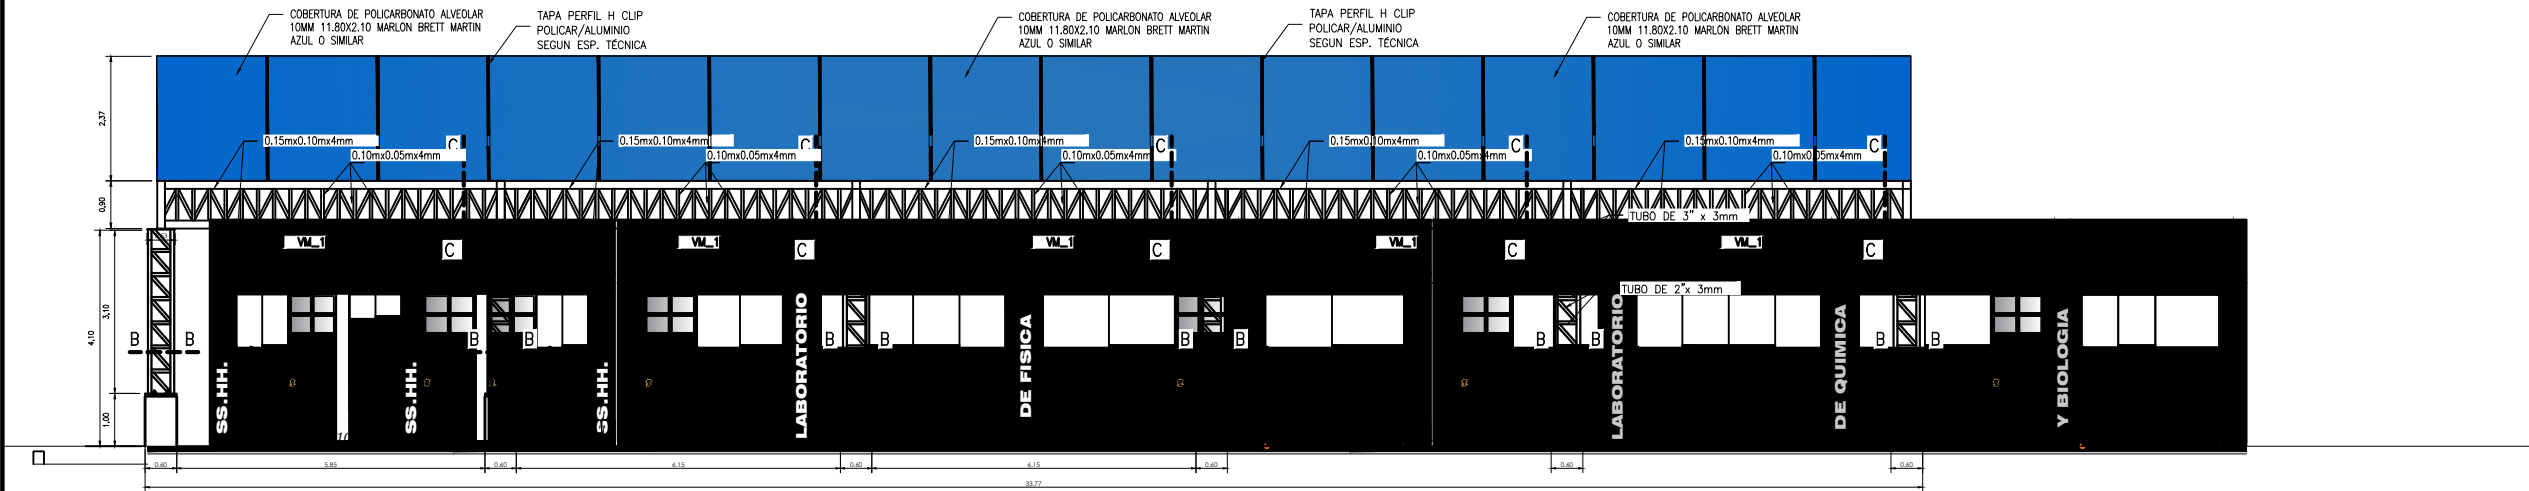 COBERTURA DE POLICARBONATO ALVEOLAR
10MM 11.80X2.10 MARLON BRETT MARTIN
AZUL O SIMILAR
TAPA PERFIL H CLIP
POLICAR/ALUMINIO
SEGUN ESP. TÉCNICA
COBERTURA DE POLICARBONATO ALVEOLAR
10MM 11.80X2.10 MARLON BRETT MARTIN
AZUL O SIMILAR
TAPA PERFIL H CLIP
POLICAR/ALUMINIO
SEGUN ESP. TÉCNICA
COBERTURA DE POLICARBONATO ALVEOLAR
10MM 11.80X2.10 MARLON BRETT MARTIN
AZUL O SIMILAR
2,37
0.15mx0.10mx4mm
C
0.15mx0.10mx4mm
C
0.15mx0.10mx4mm
C
0.15mx0.10mx4mm
C
0.15mx0.10mx4mm
C
0.10mx0.05mx4mm
0.10mx0.05mx4mm
0.10mx0.05mx4mm
0.10mx0.05mx4mm
0.10mx0.05mx4mm
0,90
TUBO DE 3" x 3mm
VM_1
C
VM_1
C
VM_1
C
VM_1
C
VM_1
C
TUBO DE 2"x 3mm
4,10
3,10
B
B
B
B
B
B
B
B
B
B
B
B
SS.HH.
SS.HH.
SS.HH.
LABORATORIO
DE FISICA
LABORATORIO
DE QUIMICA
Y BIOLOGIA
1,00
0.60
5.85
0.60
6.15
0.60
6.15
0.60
0.60
0.60
33.77